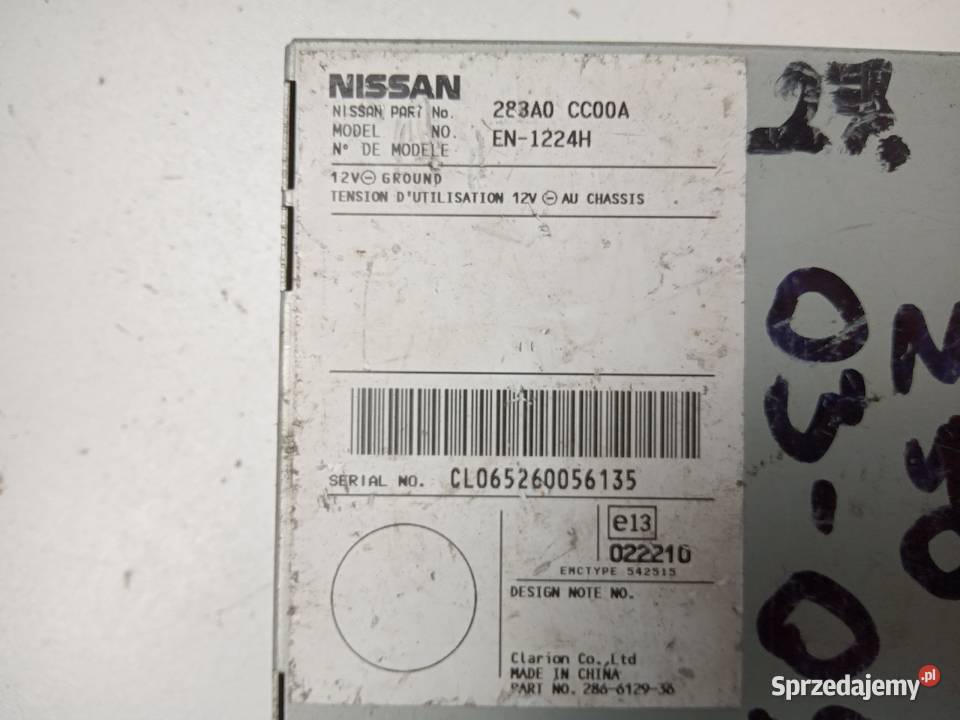 NISSAN
NISSAN PART No. 283A0 CC00A
MODEL NO. EN-1224H
N° DE MODELE
12V⊖ GROUND
TENSION D'UTILISATION 12V ⊖ AU CHASSIS
SERIAL NO. CL065260056135
e13
022210
EMCTYPE 542515
DESIGN NOTE NO.
Clarion Co.,Ltd
MADE IN CHINA
PART NO. 286-6129-36
Sprzedajemy.pl